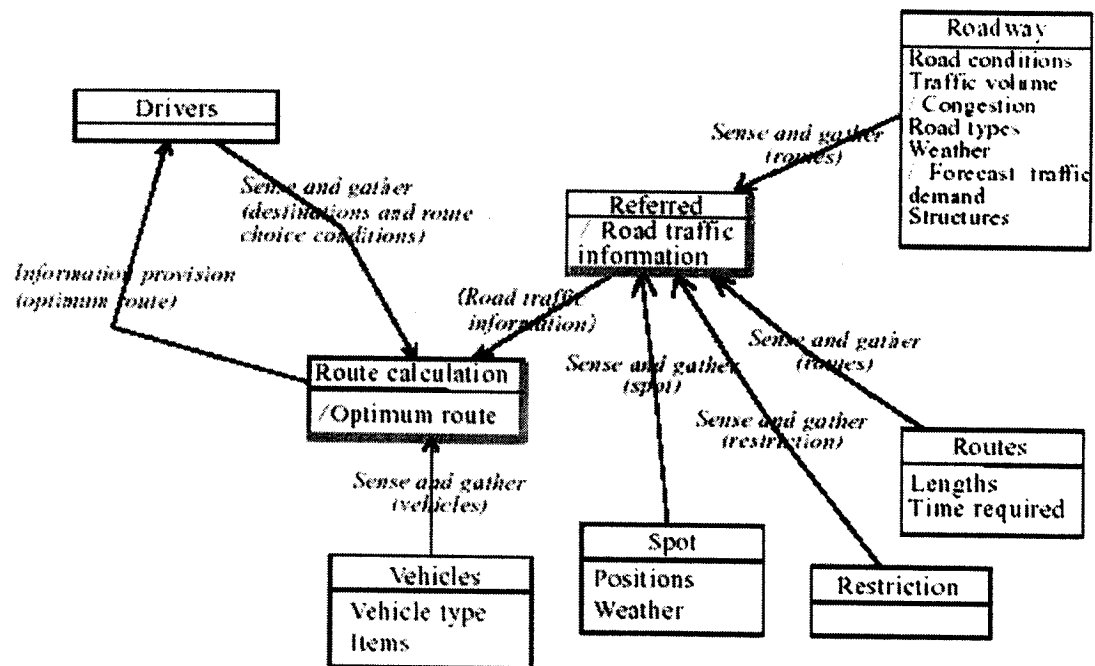 Roadway
Road conditions
Traffic volume
/ Congestion
Road types
Weather
/ Forecast traffic
demand
Structures
Drivers
Sense and gather
(routes)
Sense and gather
(destinations and route
choice conditions)
Referred
/ Road traffic
information
Information provision
(optimum route)
(Road traffic
information)
Route calculation
/Optimum route
Sense and gather
(spot)
Sense and gather
(routes)
Sense and gather
(restriction)
Routes
Lengths
Time required
Sense and gather
(vehicles)
Vehicles
Vehicle type
Items
Spot
Positions
Weather
Restriction